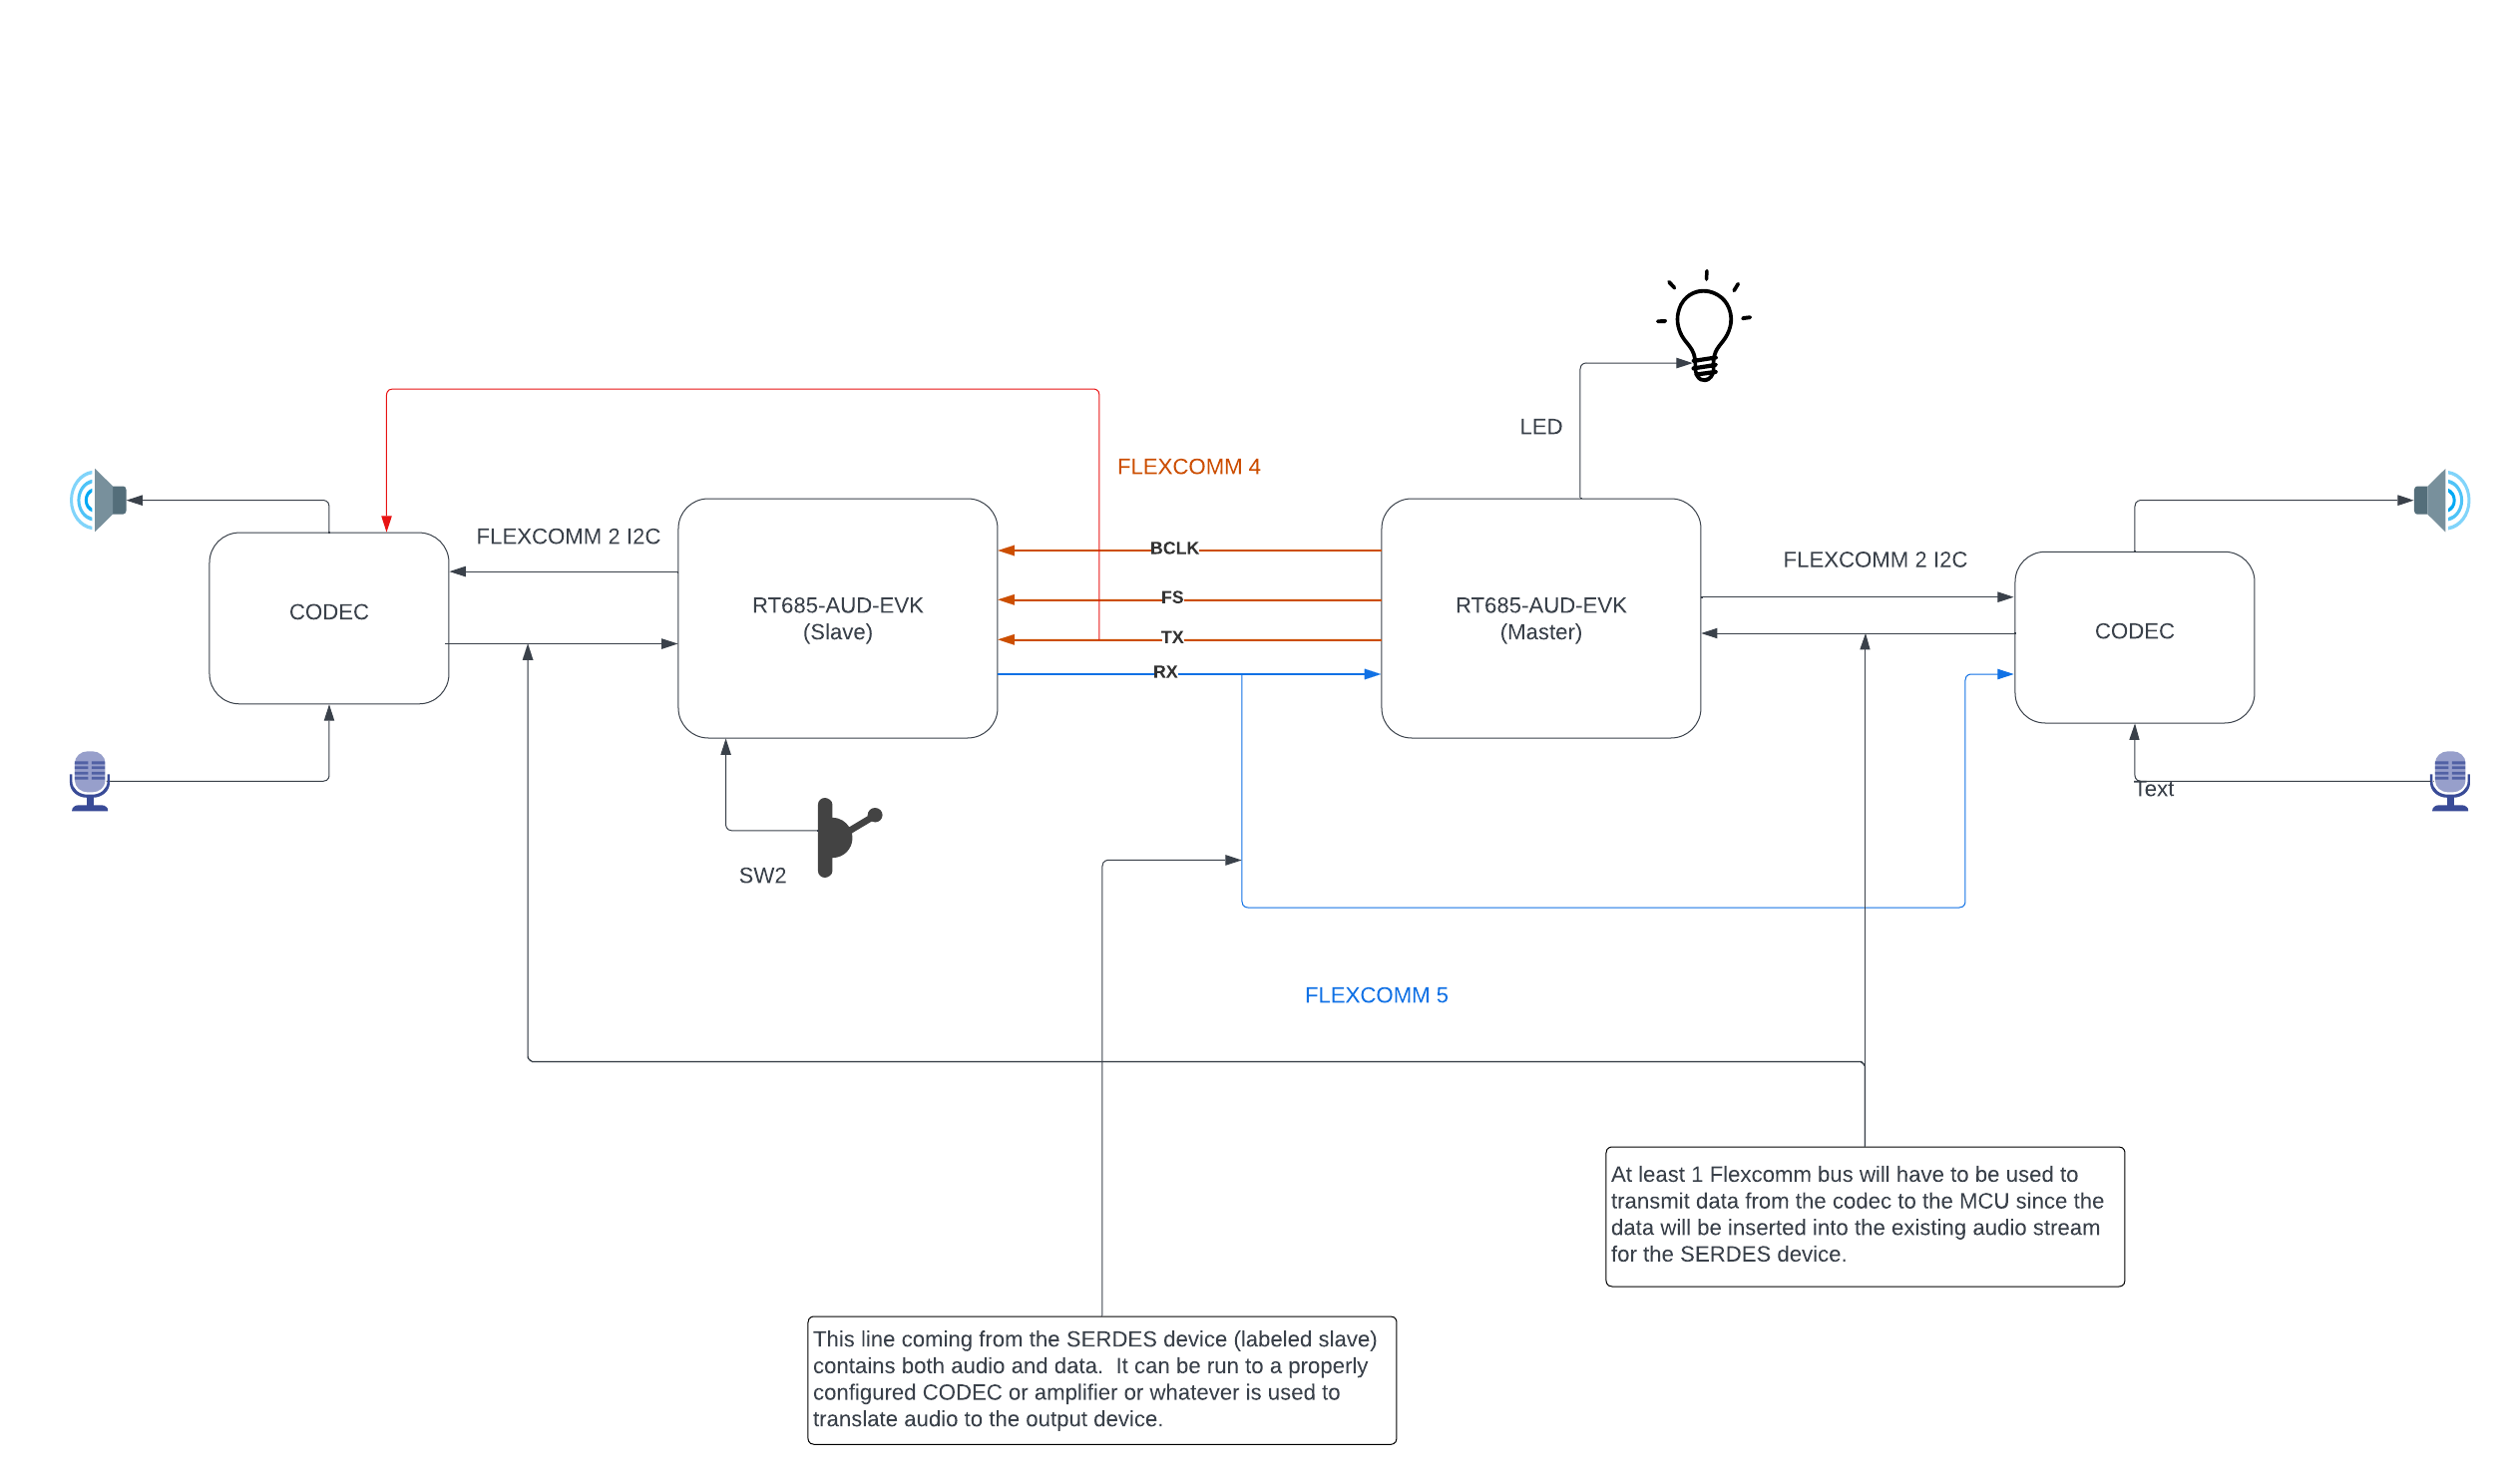 LED
FLEXCOMM 4
FLEXCOMM 2 I2C
BCLK
FLEXCOMM 2 I2C
FS
RT685-AUD-EVK
(Slave)
RT685-AUD-EVK
(Master)
CODEC
CODEC
TX
RX
Text
SW2
FLEXCOMM 5
At least 1 Flexcomm bus will have to be used to
transmit data from the codec to the MCU since the
data will be inserted into the existing audio stream
for the SERDES device.
This line coming from the SERDES device (labeled slave)
contains both audio and data.  It can be run to a properly
configured CODEC or amplifier or whatever is used to
translate audio to the output device.